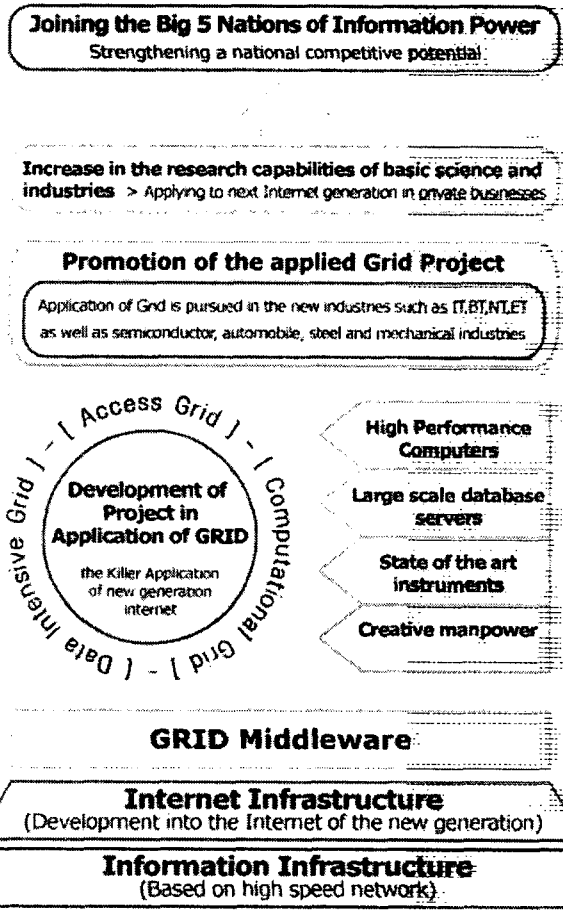 Joining the Big 5 Nations of Information Power
Strengthening a national competitive potential
Increase in the research capabilities of basic science and
industries > Applying to next Internet generation in private businesses
Promotion of the applied Grid Project
Application of Grid is pursued in the new industries such as IT,BT,NT,ET
as well as semiconductor, automobile, steel and mechanical industries
[ Access Grid ] - [ Computational Grid ] - [ Data Intensive Grid ] -
Development of
Project in
Application of GRID
the Killer Application
of new generation
internet
High Performance
Computers
Large scale database
servers
State of the art
instruments
Creative manpower
GRID Middleware
Internet Infrastructure
(Development into the Internet of the new generation)
Information Infrastructure
(Based on high speed network)